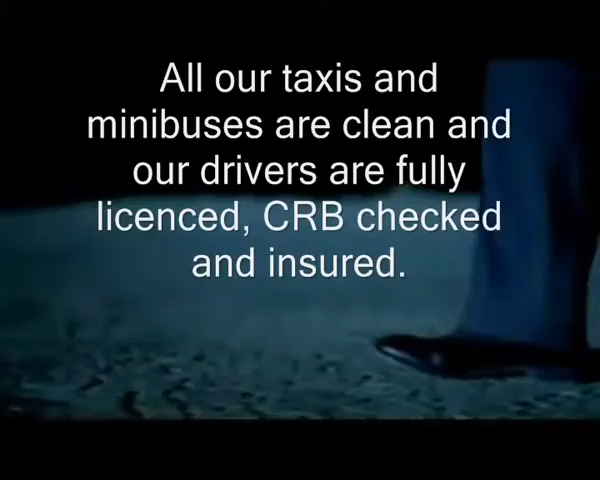 All our taxis and
minibuses are clean and
our drivers are fully
licenced, CRB checked
and insured.